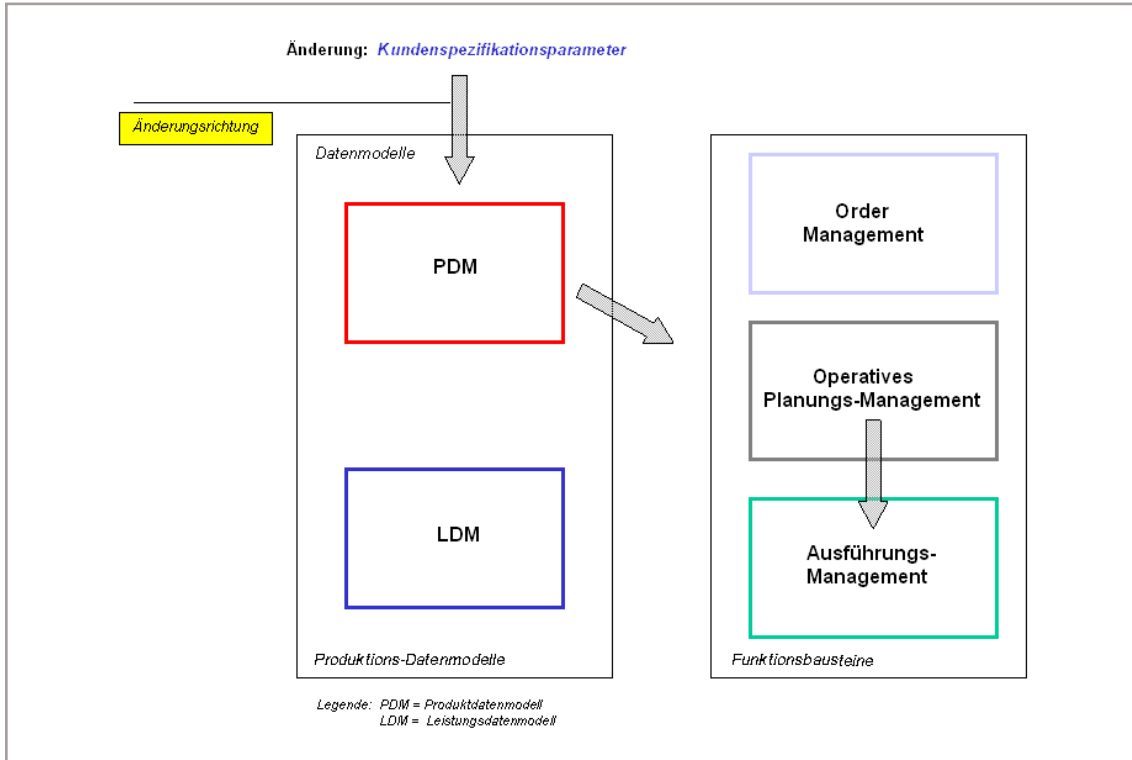 Änderung: Kundenspezifikationsparameter
Änderungsrichtung
Datenmodelle
PDM
LDM
Produktions-Datenmodelle
Order
Management
Operatives
Planungs-Management
Ausführungs-
Management
Funktionsbausteine
Legende: PDM = Produktdatenmodell
LDM = Leistungsdatenmodell